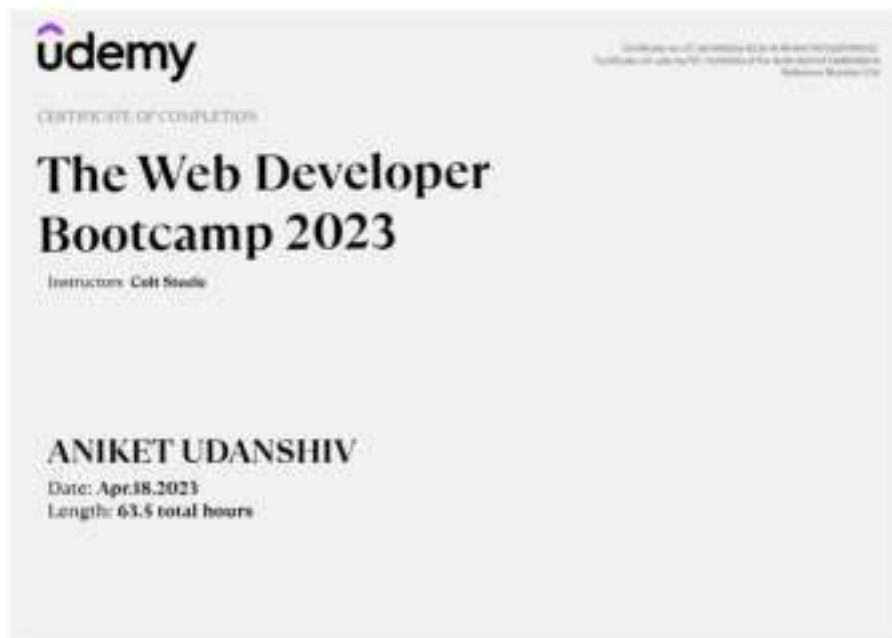 udemy
CERTIFICATE OF COMPLETION
The Web Developer
Bootcamp 2023
Instructors Colt Steele
ANIKET UDANSHIV
Date: Apr.18.2023
Length: 63.5 total hours